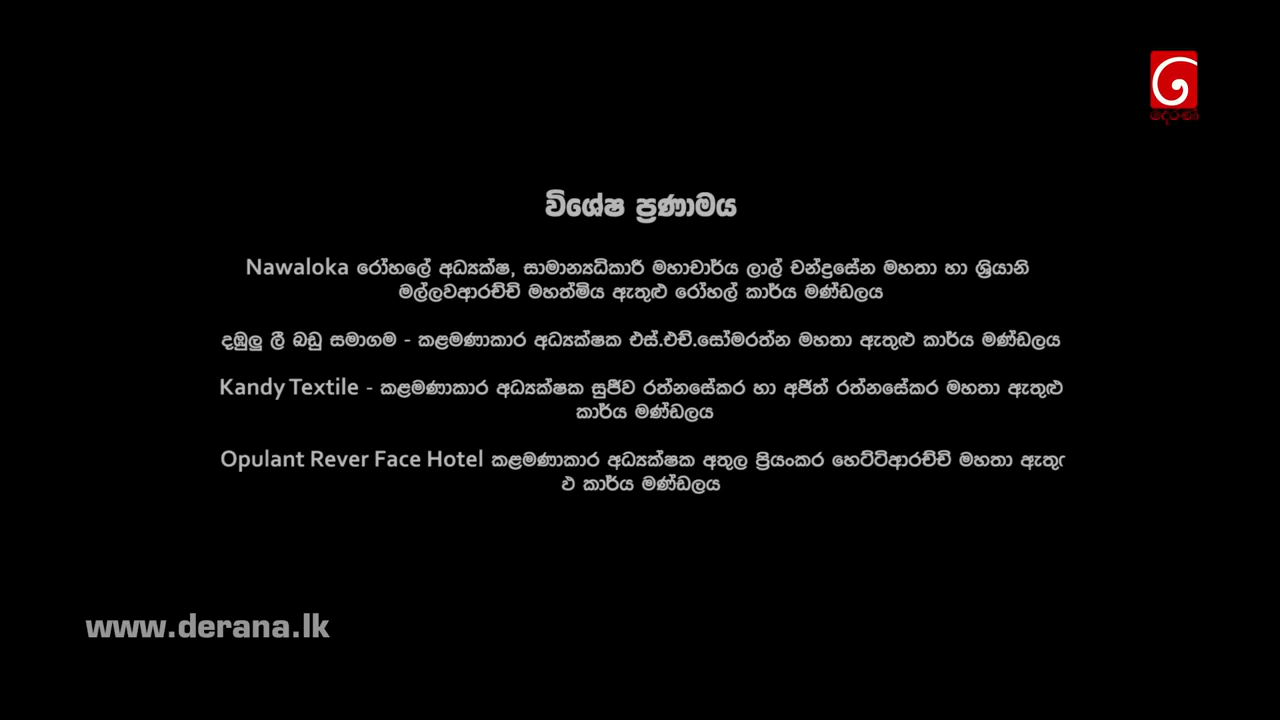 දෙරණ
විශේෂ ප්‍රණාමය
Nawaloka රෝහලේ අධ්‍යක්ෂ, සාමාන්‍යධිකාරී මහාචාර්ය ලාල් චන්ද්‍රසේන මහතා හා ශ්‍රියානි
මල්ලවආරච්චි මහත්මිය ඇතුළු රෝහල් කාර්ය මණ්ඩලය
දඹුලු ලී බඩු සමාගම - කළමණාකාර අධ්‍යක්ෂක එස්.එච්.සෝමරත්න මහතා ඇතුළු කාර්ය මණ්ඩලය
Kandy Textile - කළමණාකාර අධ්‍යක්ෂක සුජීව රත්නසේකර හා අජිත් රත්නසේකර මහතා ඇතුළු
කාර්ය මණ්ඩලය
Opulant Rever Face Hotel කළමණාකාර අධ්‍යක්ෂක අතුල ප්‍රියංකර හෙට්ටිආරච්චි මහතා
කාර්ය මණ්ඩලය
www.derana.lk